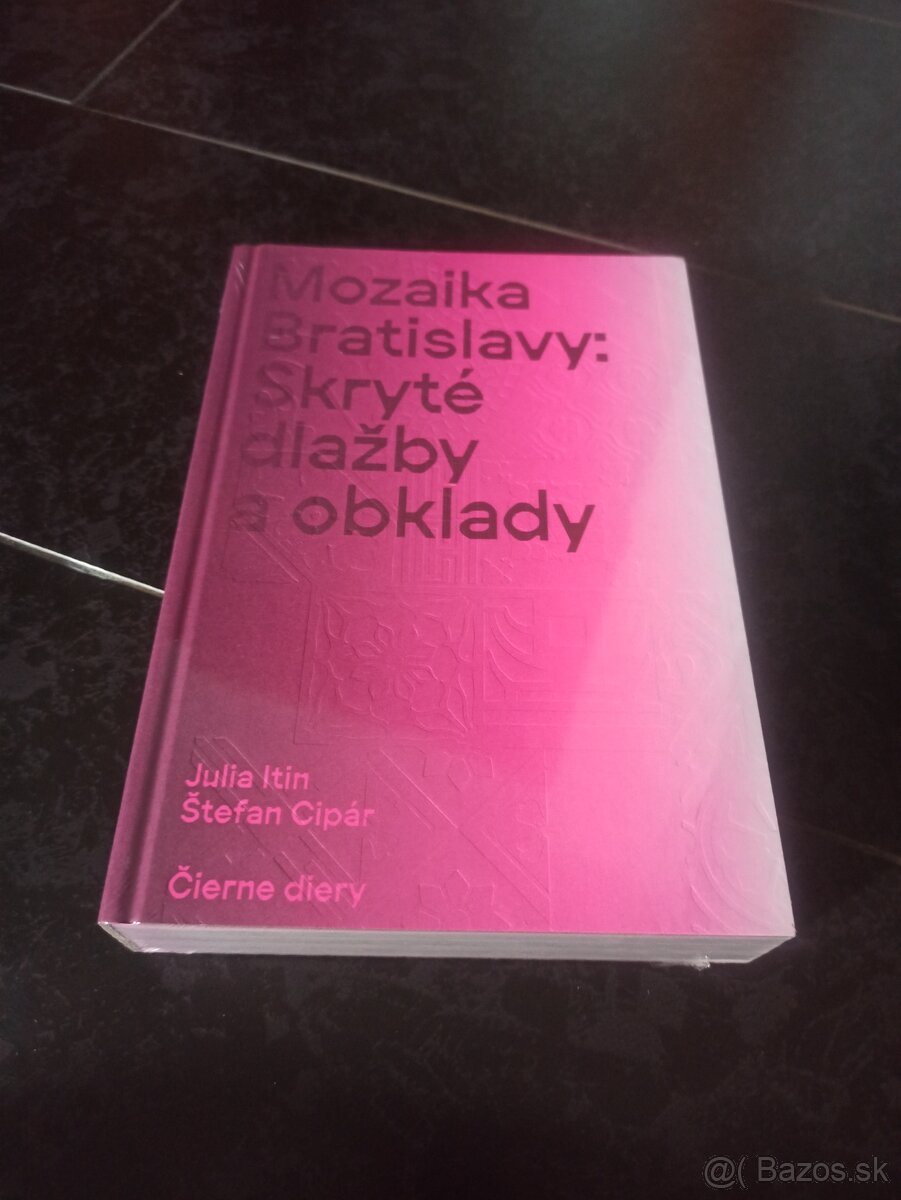 Mozaika
Bratislavy:
Skryté
dlažby
a obklady
Julia Itin
Štefan Cipár
Čierne diery
@( Bazos.sk